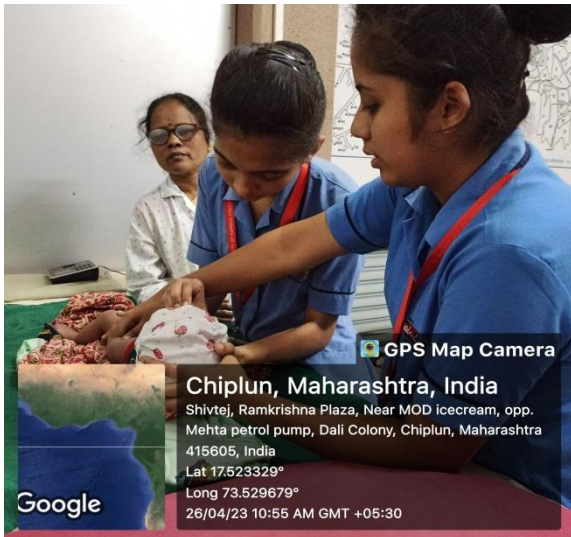 GPS Map Camera
Chiplun, Maharashtra, India
Shivtej, Ramkrishna Plaza, Near MOD icecream, opp.
Mehta petrol pump, Dali Colony, Chiplun, Maharashtra
415605, India
Lat 17.523329°
Long 73.529679°
26/04/23 10:55 AM GMT +05:30
Google